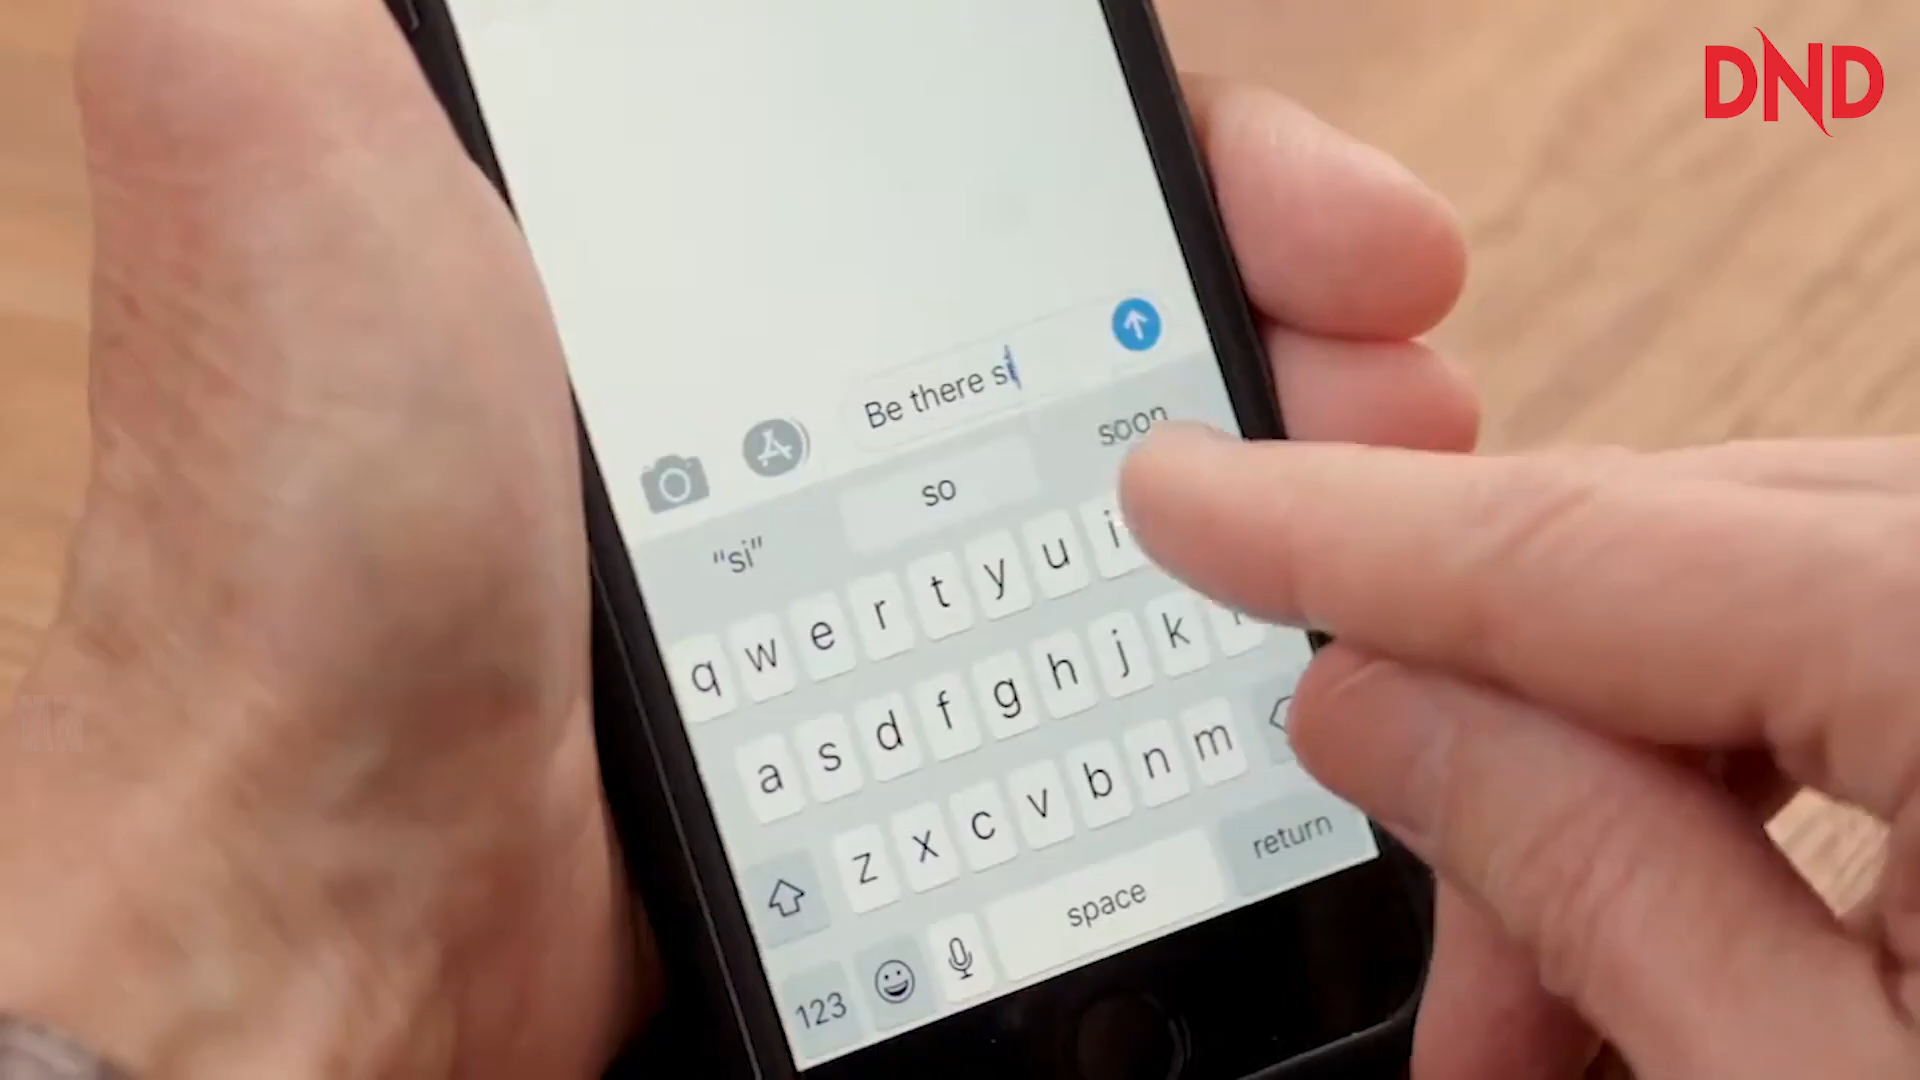 DND
Be there si
"si" so soon
q w e r t y u i
a s d f g h j k
z x c v b n m
123 space return